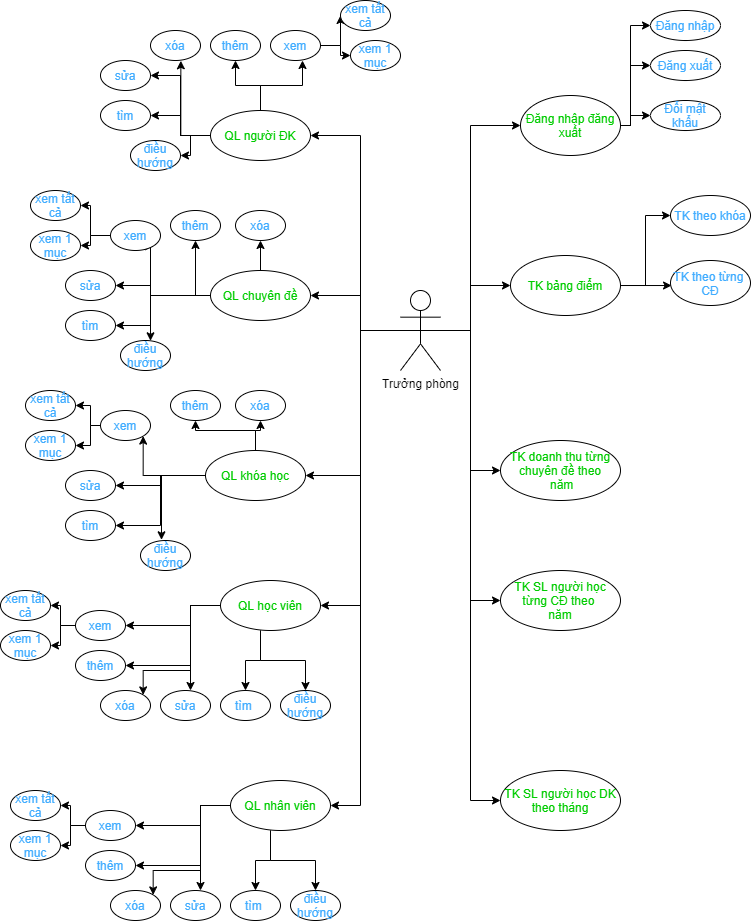 xem tất
cả
xem 1
mục
xóa
thêm
xem
sửa
tìm
điều
hướng
QL người ĐK
Đăng nhập
Đăng xuất
Đổi mật
khẩu
Đăng nhập đăng
xuất
xem tất
cả
xem 1
mục
xem
thêm
xóa
sửa
tìm
điều
hướng
QL chuyên đề
TK theo khóa
TK theo từng
CĐ
TK bảng điểm
Trưởng phòng
xem tất
cả
xem 1
mục
xem
thêm
xóa
sửa
tìm
điều
hướng
QL khóa học
TK doanh thu từng
chuyện đề theo
năm
TK SL người học
từng CĐ theo
năm
xem tất
cả
xem 1
mục
xem
QL học viên
thêm
xóa
sửa
tìm
điều
hướng
TK SL người học ĐK
theo tháng
QL nhân viên
xem tất
cả
xem 1
mục
xem
thêm
xóa
sửa
tìm
điều
hướng